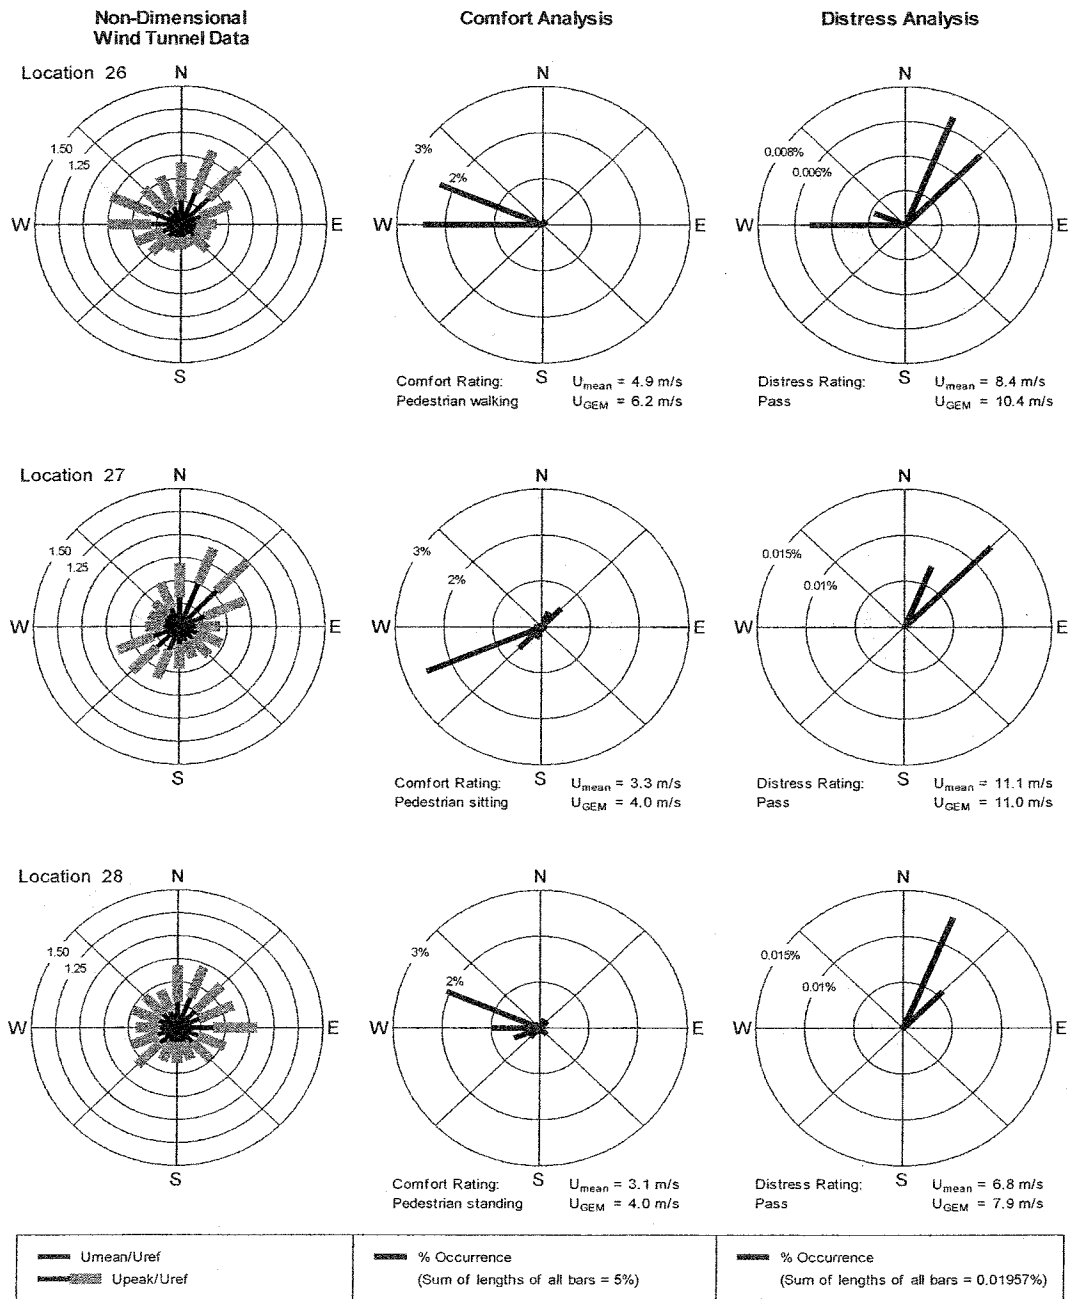 Non-Dimensional
Wind Tunnel Data
Comfort Analysis
Distress Analysis
Location 26
N
1.50
1.25
W
E
S
N
3%
2%
W
E
S
Comfort Rating:
Pedestrian walking
Umean = 4.9 m/s
UGEM = 6.2 m/s
N
0.008%
0.006%
W
E
S
Distress Rating:
Pass
Umean = 8.4 m/s
UGEM = 10.4 m/s
Location 27
N
1.50
1.25
W
E
S
N
3%
2%
W
E
S
Comfort Rating:
Pedestrian sitting
Umean = 3.3 m/s
UGEM = 4.0 m/s
N
0.015%
0.01%
W
E
S
Distress Rating:
Pass
Umean = 11.1 m/s
UGEM = 11.0 m/s
Location 28
N
1.50
1.25
W
E
S
N
3%
2%
W
E
S
Comfort Rating:
Pedestrian standing
Umean = 3.1 m/s
UGEM = 4.0 m/s
N
0.015%
0.01%
W
E
S
Distress Rating:
Pass
Umean = 6.8 m/s
UGEM = 7.9 m/s
Umean/Uref
Upeak/Uref
% Occurrence
(Sum of lengths of all bars = 5%)
% Occurrence
(Sum of lengths of all bars = 0.01957%)